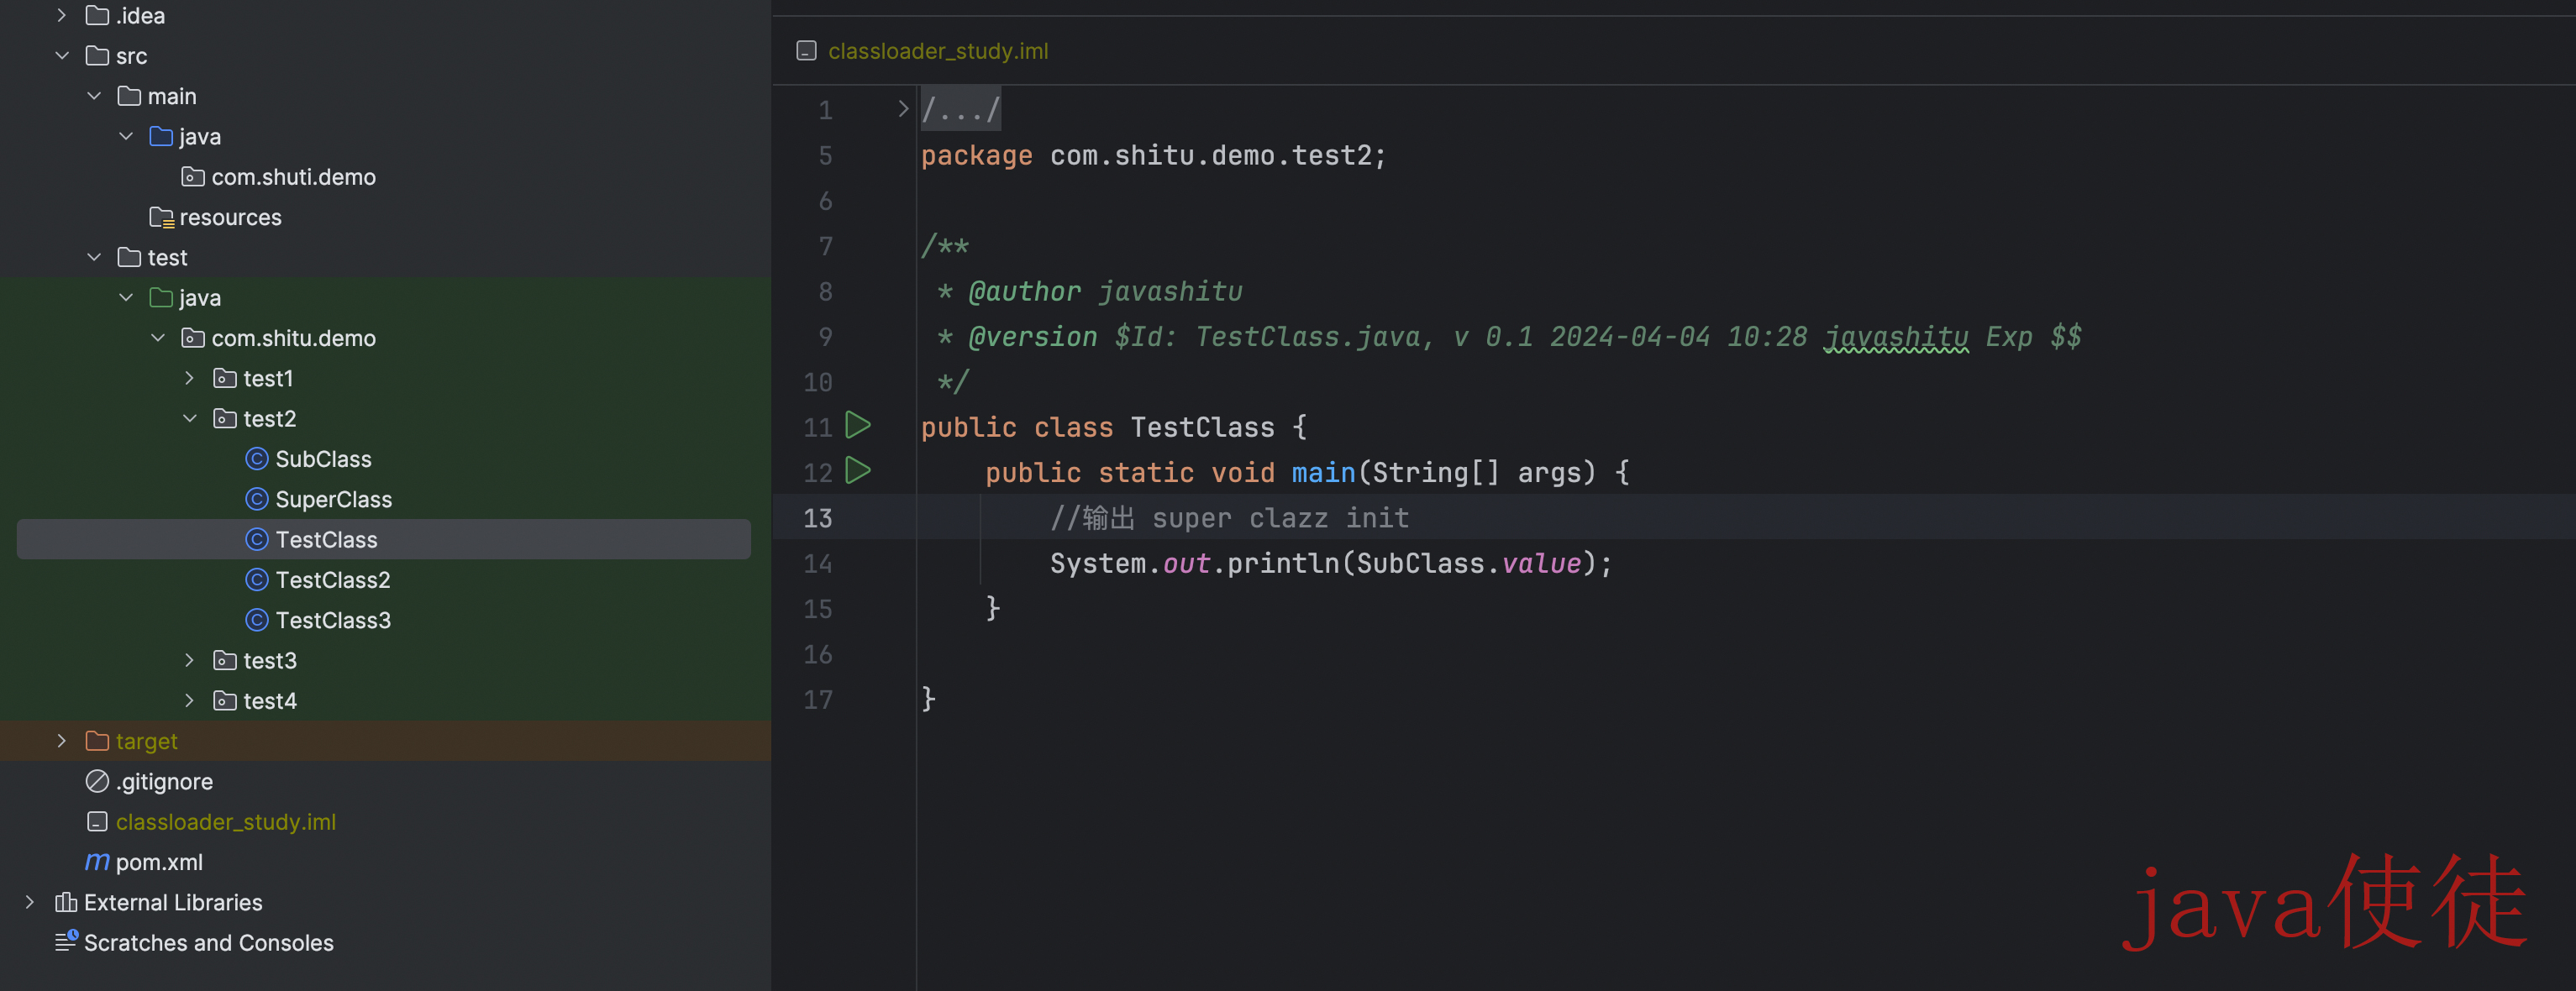 .idea
src
main
java
com.shuti.demo
resources
test
java
com.shitu.demo
test1
test2
SubClass
SuperClass
TestClass
TestClass2
TestClass3
test3
test4
target
.gitignore
classloader_study.iml
m pom.xml
External Libraries
Scratches and Consoles
classloader_study.iml
1 /.../
5 package com.shitu.demo.test2;
6
7 /**
8 * @author javashitu
9 * @version $Id: TestClass.java, v 0.1 2024-04-04 10:28 javashitu Exp $$
10 */
11 public class TestClass {
12 public static void main(String[] args) {
13 //输出 super clazz init
14 System.out.println(SubClass.value);
15 }
16
17 }
java使徒